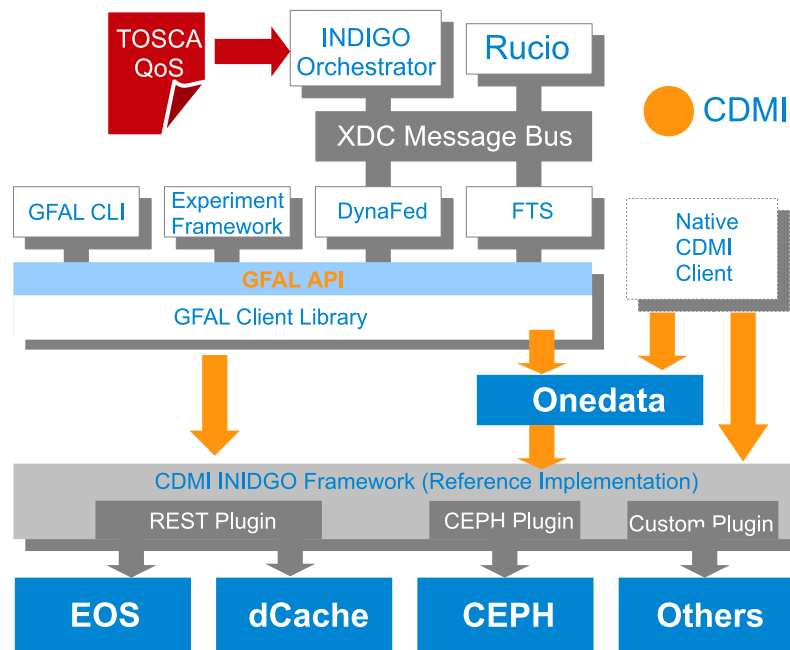 TOSCA
QoS
INDIGO
Orchestrator
Rucio
CDMI
XDC Message Bus
GFAL CLI
Experiment
Framework
DynaFed
FTS
Native
CDMI
Client
GFAL API
GFAL Client Library
Onedata
CDMI INIDGO Framework (Reference Implementation)
REST Plugin
CEPH Plugin
Custom Plugin
EOS
dCache
CEPH
Others